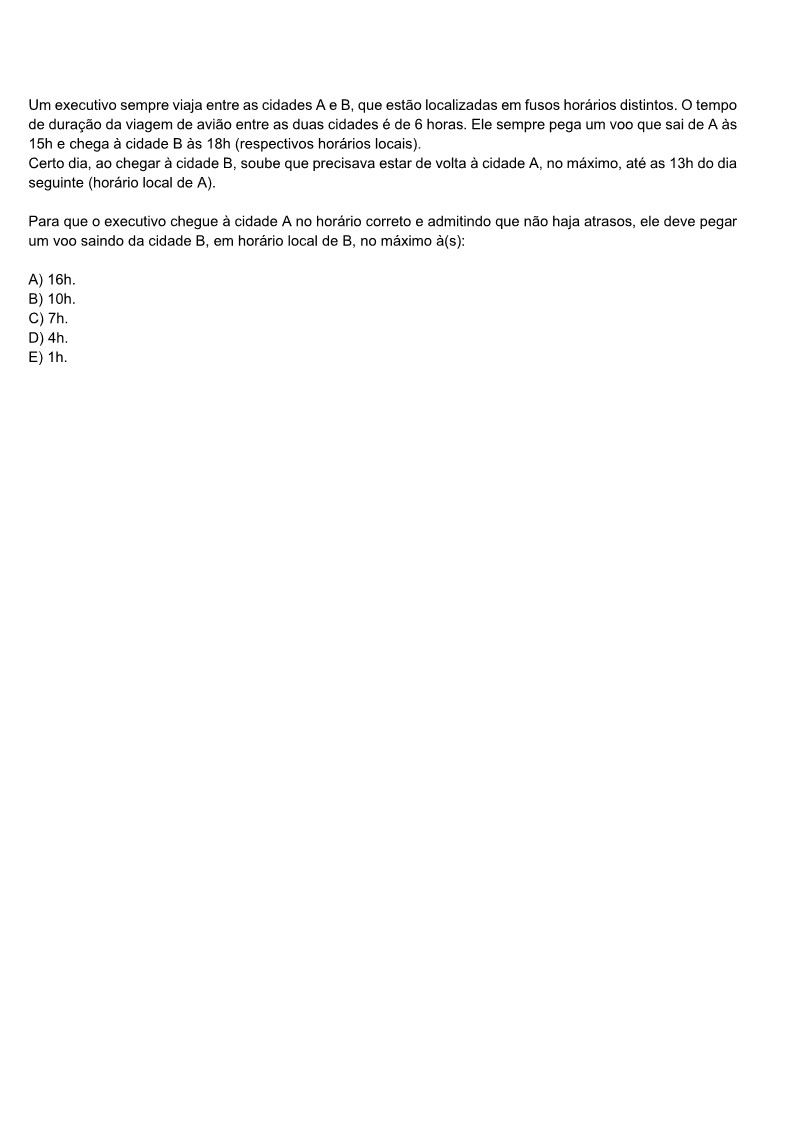 Um executivo sempre viaja entre as cidades A e B, que estão localizadas em fusos horários distintos. O tempo
de duração da viagem de avião entre as duas cidades é de 6 horas. Ele sempre pega um voo que sai de A às
15h e chega à cidade B às 18h (respectivos horários locais).
Certo dia, ao chegar à cidade B, soube que precisava estar de volta à cidade A, no máximo, até as 13h do dia
seguinte (horário local de A).
Para que o executivo chegue à cidade A no horário correto e admitindo que não haja atrasos, ele deve pegar
um voo saindo da cidade B, em horário local de B, no máximo à(s):
A) 16h.
B) 10h.
C) 7h.
D) 4h.
E) 1h.